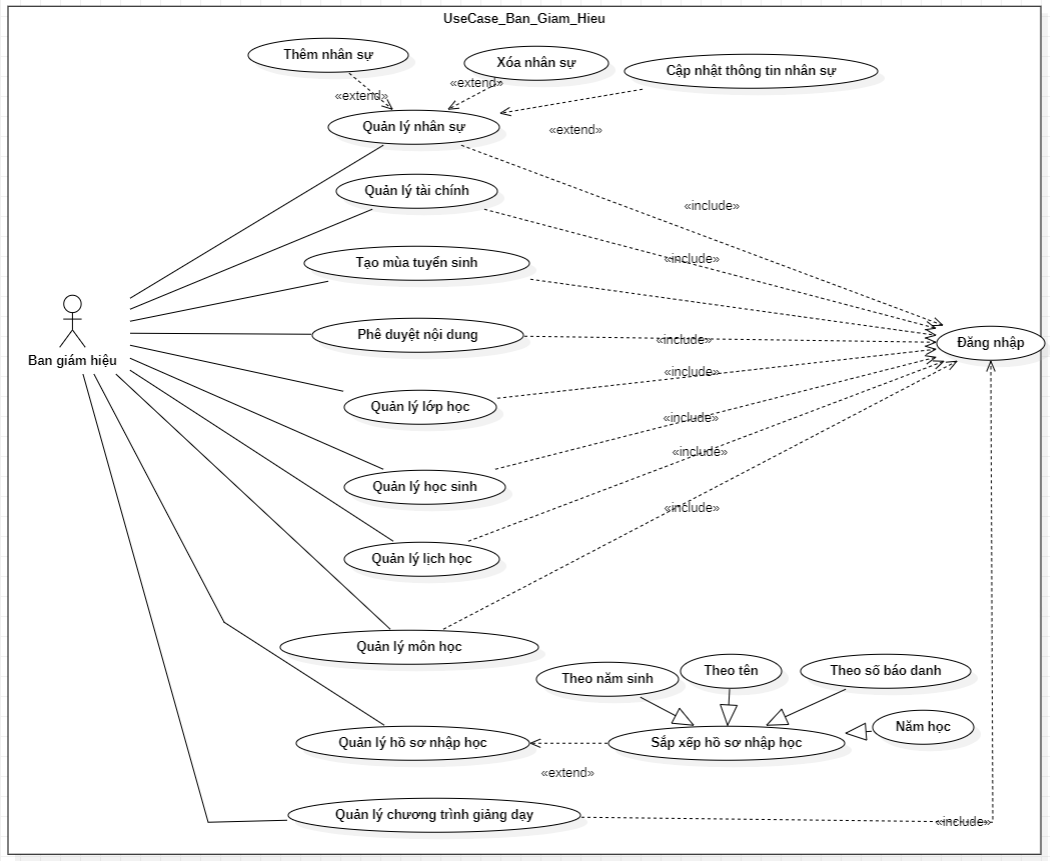 UseCase_Ban_Giam_Hieu
Thêm nhân sự
Xóa nhân sự
Cập nhật thông tin nhân sự
«extend»
«extend»
«extend»
Quản lý nhân sự
Quản lý tài chính
«include»
«include»
Tạo mùa tuyển sinh
Phê duyệt nội dung
«include»
Đăng nhập
Ban giám hiệu
«include»
Quản lý lớp học
«include»
«include»
Quản lý học sinh
«include»
Quản lý lịch học
Quản lý môn học
Theo năm sinh
Theo tên
Theo số báo danh
Năm học
Quản lý hồ sơ nhập học
Sắp xếp hồ sơ nhập học
«extend»
Quản lý chương trình giảng dạy
«include»